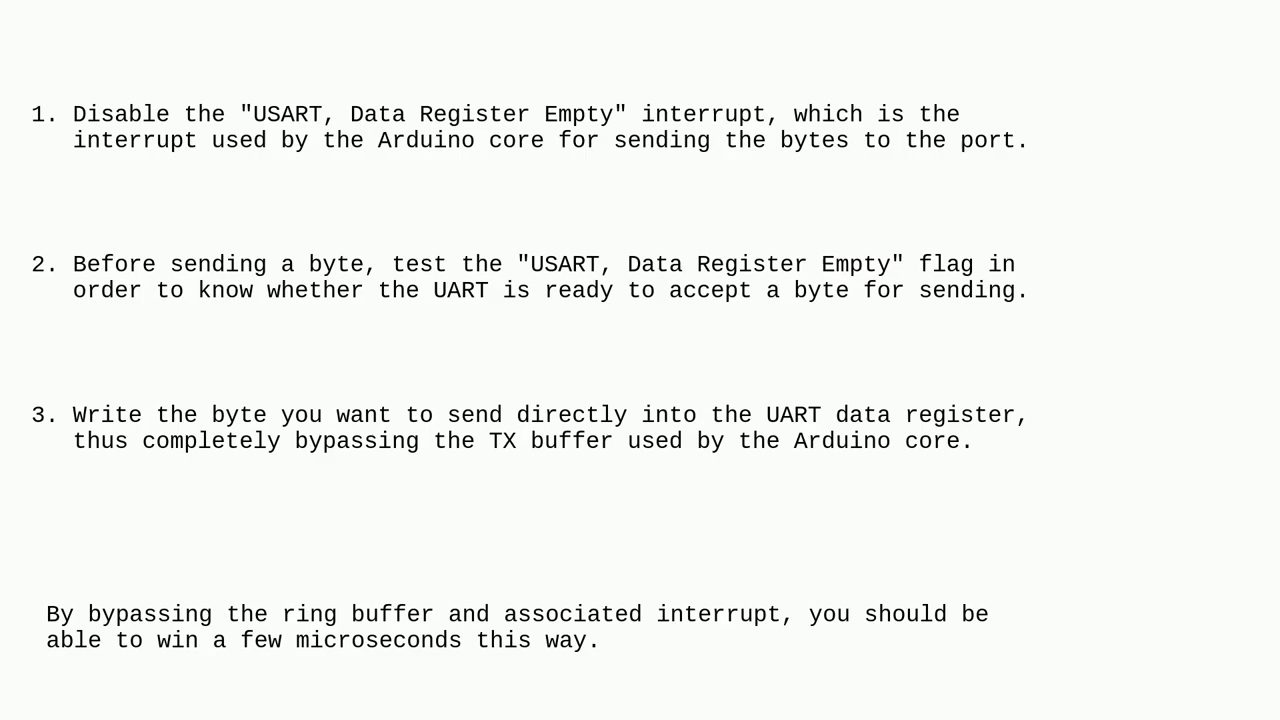 1. Disable the "USART, Data Register Empty" interrupt, which is the
interrupt used by the Arduino core for sending the bytes to the port.
2. Before sending a byte, test the "USART, Data Register Empty" flag in
order to know whether the UART is ready to accept a byte for sending.
3. Write the byte you want to send directly into the UART data register,
thus completely bypassing the TX buffer used by the Arduino core.
By bypassing the ring buffer and associated interrupt, you should be
able to win a few microseconds this way.